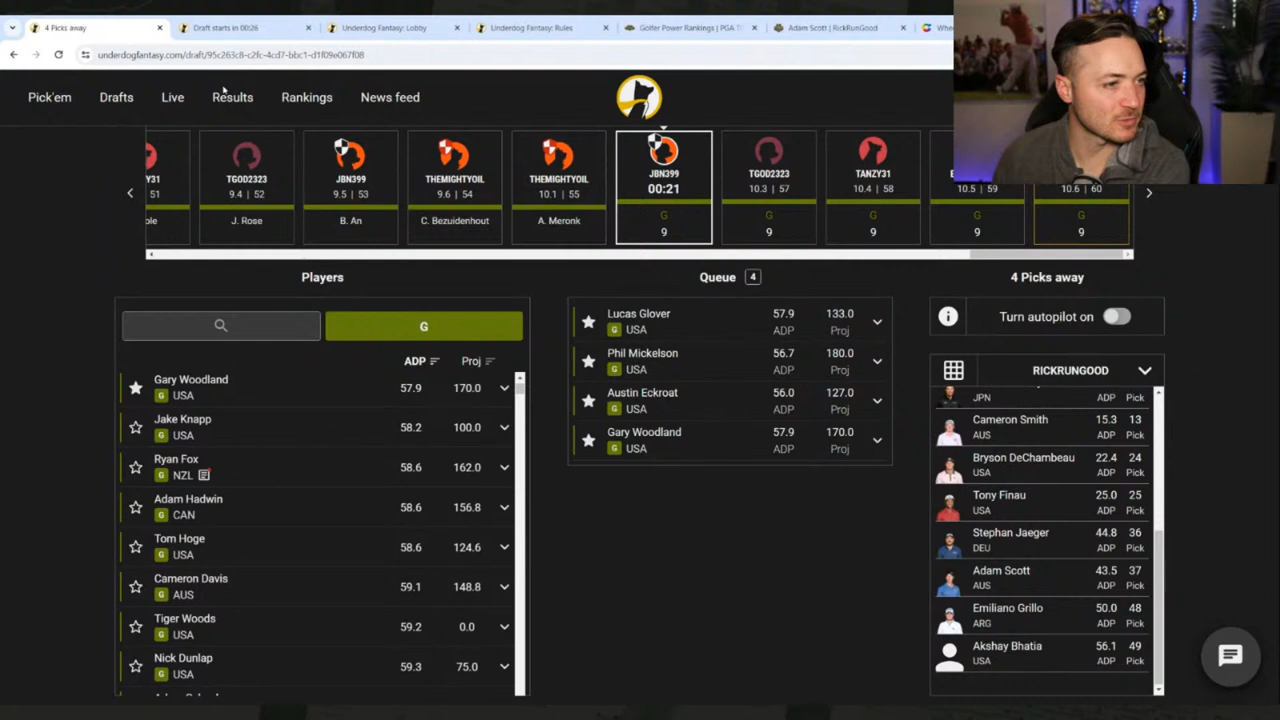 4 Picks away
Draft starts in 00:26
Underdog Fantasy: Lobby
Underdog Fantasy: Rules
Golfer Power Rankings | PGA T
Adam Scott | RickRunGood
underdogfantasy.com/draft/95c263c8-c2fc-4cd7-bbc1-d1f09e067f08
Pick'em Drafts Live Results Rankings News feed
51
TGOD2323
9.4 | 52
J. Rose
JBN399
9.5 | 53
B. An
THEMIGHTYOIL
9.6 | 54
C. Bezuidenhout
THEMIGHTYOIL
10.1 | 55
A. Meronk
JBN399
00:21
G
9
TGOD2323
10.3 | 57
G
9
TANZY31
10.4 | 58
G
9
10.5 | 59
G
9
10.6 | 60
G
9
Players
G
ADP Proj
Gary Woodland 57.9 170.0
G USA
Jake Knapp 58.2 100.0
G USA
Ryan Fox 58.6 162.0
G NZL
Adam Hadwin 58.6 156.8
G CAN
Tom Hoge 58.6 124.6
G USA
Cameron Davis 59.1 148.8
G AUS
Tiger Woods 59.2 0.0
G USA
Nick Dunlap 59.3 75.0
G USA
Queue 4
Lucas Glover 57.9 133.0
G USA ADP Proj
Phil Mickelson 56.7 180.0
G USA ADP Proj
Austin Eckroat 56.0 127.0
G USA ADP Proj
Gary Woodland 57.9 170.0
G USA ADP Proj
4 Picks away
Turn autopilot on
RICKRUNGOOD
JPN ADP Pick
Cameron Smith 15.3 13
AUS ADP Pick
Bryson DeChambeau 22.4 24
USA ADP Pick
Tony Finau 25.0 25
USA ADP Pick
Stephan Jaeger 44.8 36
DEU ADP Pick
Adam Scott 43.5 37
AUS ADP Pick
Emiliano Grillo 50.0 48
ARG ADP Pick
Akshay Bhatia 56.1 49
USA ADP Pick